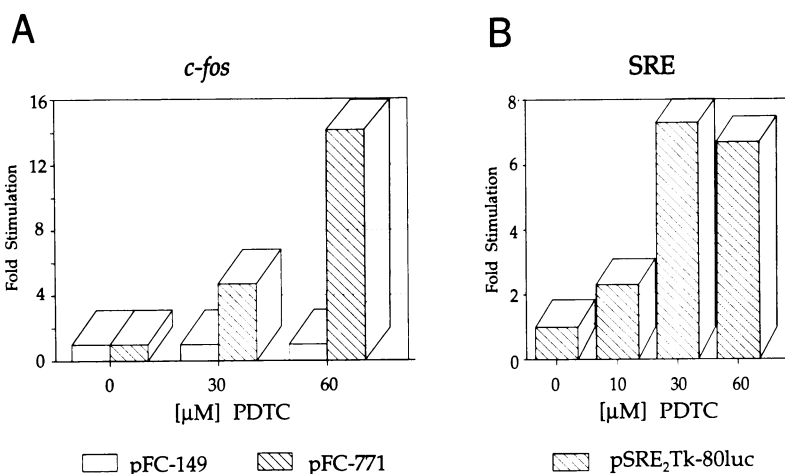 A
c-fos
Fold Stimulation
16
12
8
4
0
0 30 60
[µM] PDTC
pFC-149 pFC-771
B
SRE
Fold Stimulation
8
6
4
2
0
0 10 30 60
[µM] PDTC
pSRE₂Tk-80luc